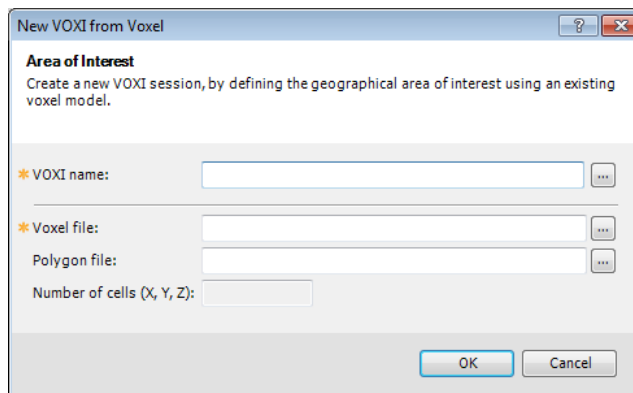 New VOXI from Voxel
Area of Interest
Create a new VOXI session, by defining the geographical area of interest using an existing
voxel model.
* VOXI name:
...
* Voxel file:
...
Polygon file:
...
Number of cells (X, Y, Z):
OK Cancel